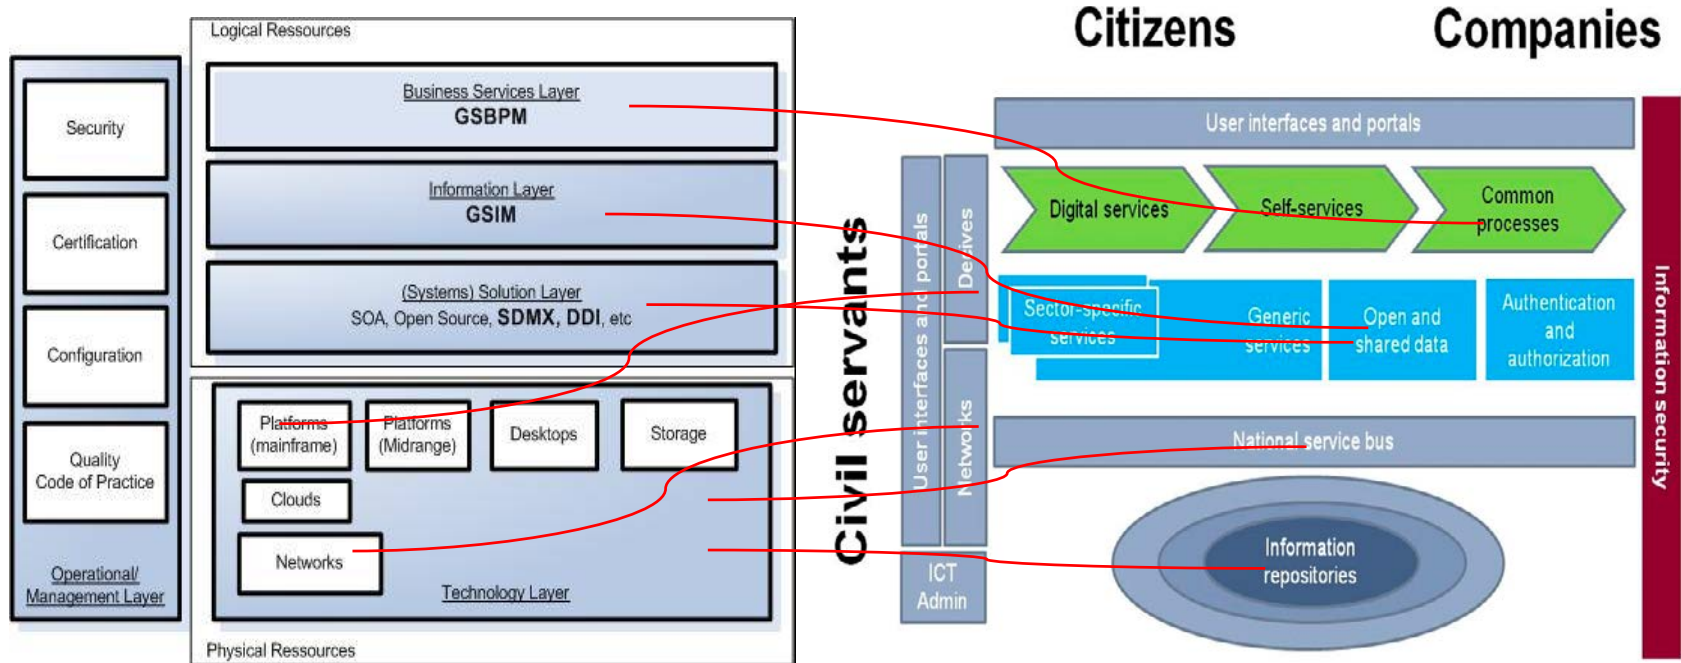 Logical Ressources
Security
Certification
Configuration
Quality
Code of Practice
Operational/
Management Layer
Business Services Layer
GSBPM
Information Layer
GSIM
(Systems) Solution Layer
SOA, Open Source, SDMX, DDI, etc
Platforms
(mainframe)
Platforms
(Midrange)
Desktops
Storage
Clouds
Networks
Technology Layer
Physical Ressources
Citizens
Companies
Civil servants
User interfaces and portals
Decives
Networks
ICT
Admin
User interfaces and portals
Digital services
Self-services
Common
processes
Sector-specific
services
Generic
services
Open and
shared data
Authentication
and
authorization
National service bus
Information
repositories
Information security